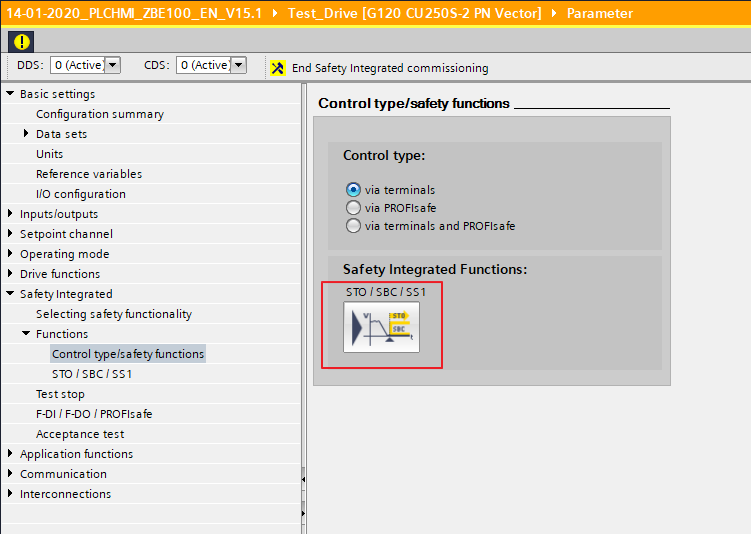 14-01-2020_PLCHMI_ZBE100_EN_V15.1 Test_Drive [G120 CU250S-2 PN Vector] Parameter
DDS: 0 (Active) CDS: 0 (Active) End Safety Integrated commissioning
Basic settings
Configuration summary
Data sets
Units
Reference variables
I/O configuration
Inputs/outputs
Setpoint channel
Operating mode
Drive functions
Safety Integrated
Selecting safety functionality
Functions
Control type/safety functions
STO / SBC / SS1
Test stop
F-DI / F-DO / PROFIsafe
Acceptance test
Application functions
Communication
Interconnections
Control type/safety functions
Control type:
via terminals
via PROFIsafe
via terminals and PROFIsafe
Safety Integrated Functions:
STO / SBC / SS1
V STO
SBC
t